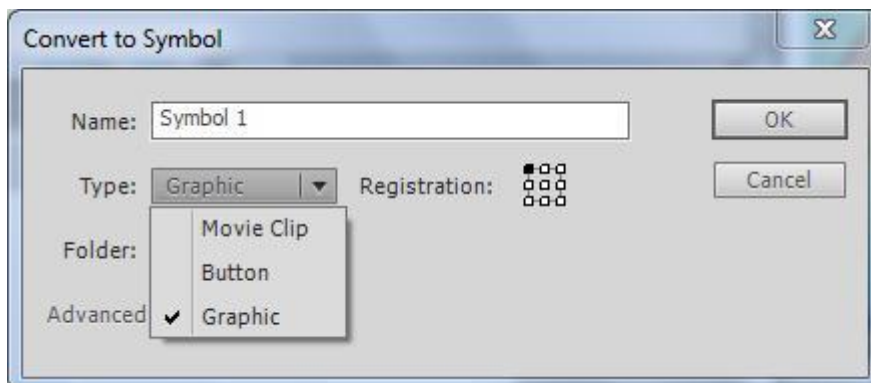 Convert to Symbol
Name: Symbol 1 OK
Type: Graphic Registration: Cancel
Movie Clip
Folder:
Button
Advanced Graphic